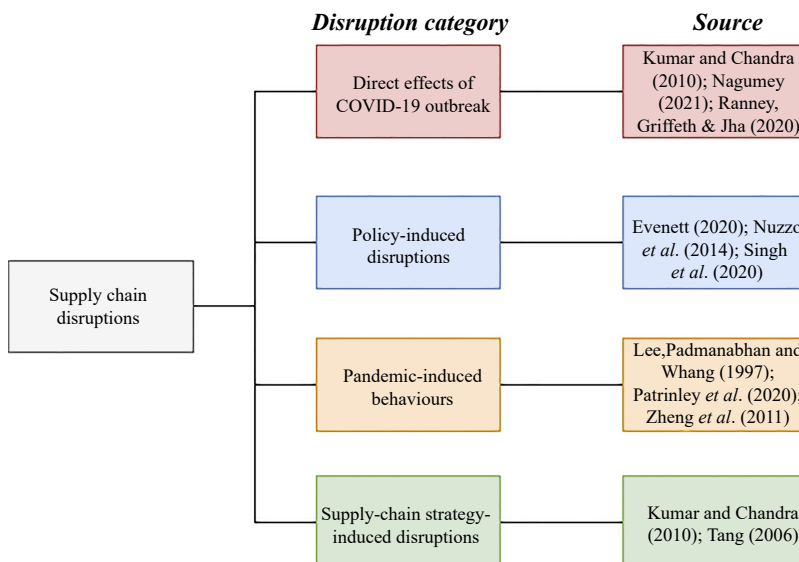 Disruption category
Source
Direct effects of
COVID-19 outbreak
Kumar and Chandra
(2010); Nagumey
(2021); Ranney,
Griffeth & Jha (2020)
Policy-induced
disruptions
Evenett (2020); Nuzzo
et al. (2014); Singh
et al. (2020)
Supply chain
disruptions
Pandemic-induced
behaviours
Lee,Padmanabhan and
Whang (1997);
Patrinley et al. (2020);
Zheng et al. (2011)
Supply-chain strategy-
induced disruptions
Kumar and Chandra
(2010); Tang (2006)